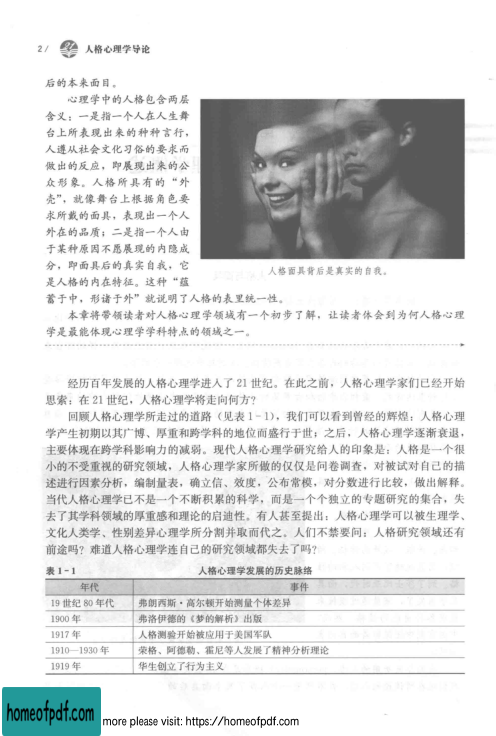 2/ 人格心理学导论
后的本来面目。
心理学中的人格包含两层
含义：一是指一个人在人生舞
台上所表现出来的种种言行，
人遵从社会文化习俗的要求而
做出的反应，即展现出来的公
众形象。人格所具有的“外
壳”，就像舞台上根据角色要
求所戴的面具，表现出一个人
外在的品质；二是指一个人由
于某种原因不愿展现的内隐成
分，即面具后的真实自我，它
是人格的内在特征。这种“蕴
蓄于中，形诸于外”就说明了人格的表里统一性。
人格面具背后是真实的自我。
本章将带领读者对人格心理学领域有一个初步了解，让读者体会到为何人格心理
学是最能体现心理学学科特点的领域之一。
经历百年发展的人格心理学进入了 21 世纪。在此之前，人格心理学家们已经开始
思索：在 21 世纪，人格心理学将走向何方？
回顾人格心理学所走过的道路（见表 1-1），我们可以看到曾经的辉煌：人格心理
学产生初期以其广博、厚重和跨学科的地位而盛行于世；之后，人格心理学逐渐衰退，
主要体现在跨学科影响力的减弱。现代人格心理学研究给人的印象是：人格是一个很
小的不受重视的研究领域，人格心理学家所做的仅仅是问卷调查，对被试对自己的描
述进行因素分析，编制量表，确立信、效度，公布常模，对分数进行比较，做出解释。
当代人格心理学已不是一个不断积累的科学，而是一个个独立的专题研究的集合，失
去了其学科领域的厚重感和理论的启迪性。有人甚至提出：人格心理学可以被生理学、
文化人类学、性别差异心理学所分割并取而代之。人们不禁要问：人格研究领域还有
前途吗？难道人格心理学连自己的研究领域都失去了吗？
表 1-1 人格心理学发展的历史脉络
年代 事件
19 世纪 80 年代 弗朗西斯·高尔顿开始测量个体差异
1900 年 弗洛伊德的《梦的解析》出版
1917 年 人格测验开始被应用于美国军队
1910—1930 年 荣格、阿德勒、霍尼等人发展了精神分析理论
1919 年 华生创立了行为主义
homeofpdf.com
more please visit: https://homeofpdf.com